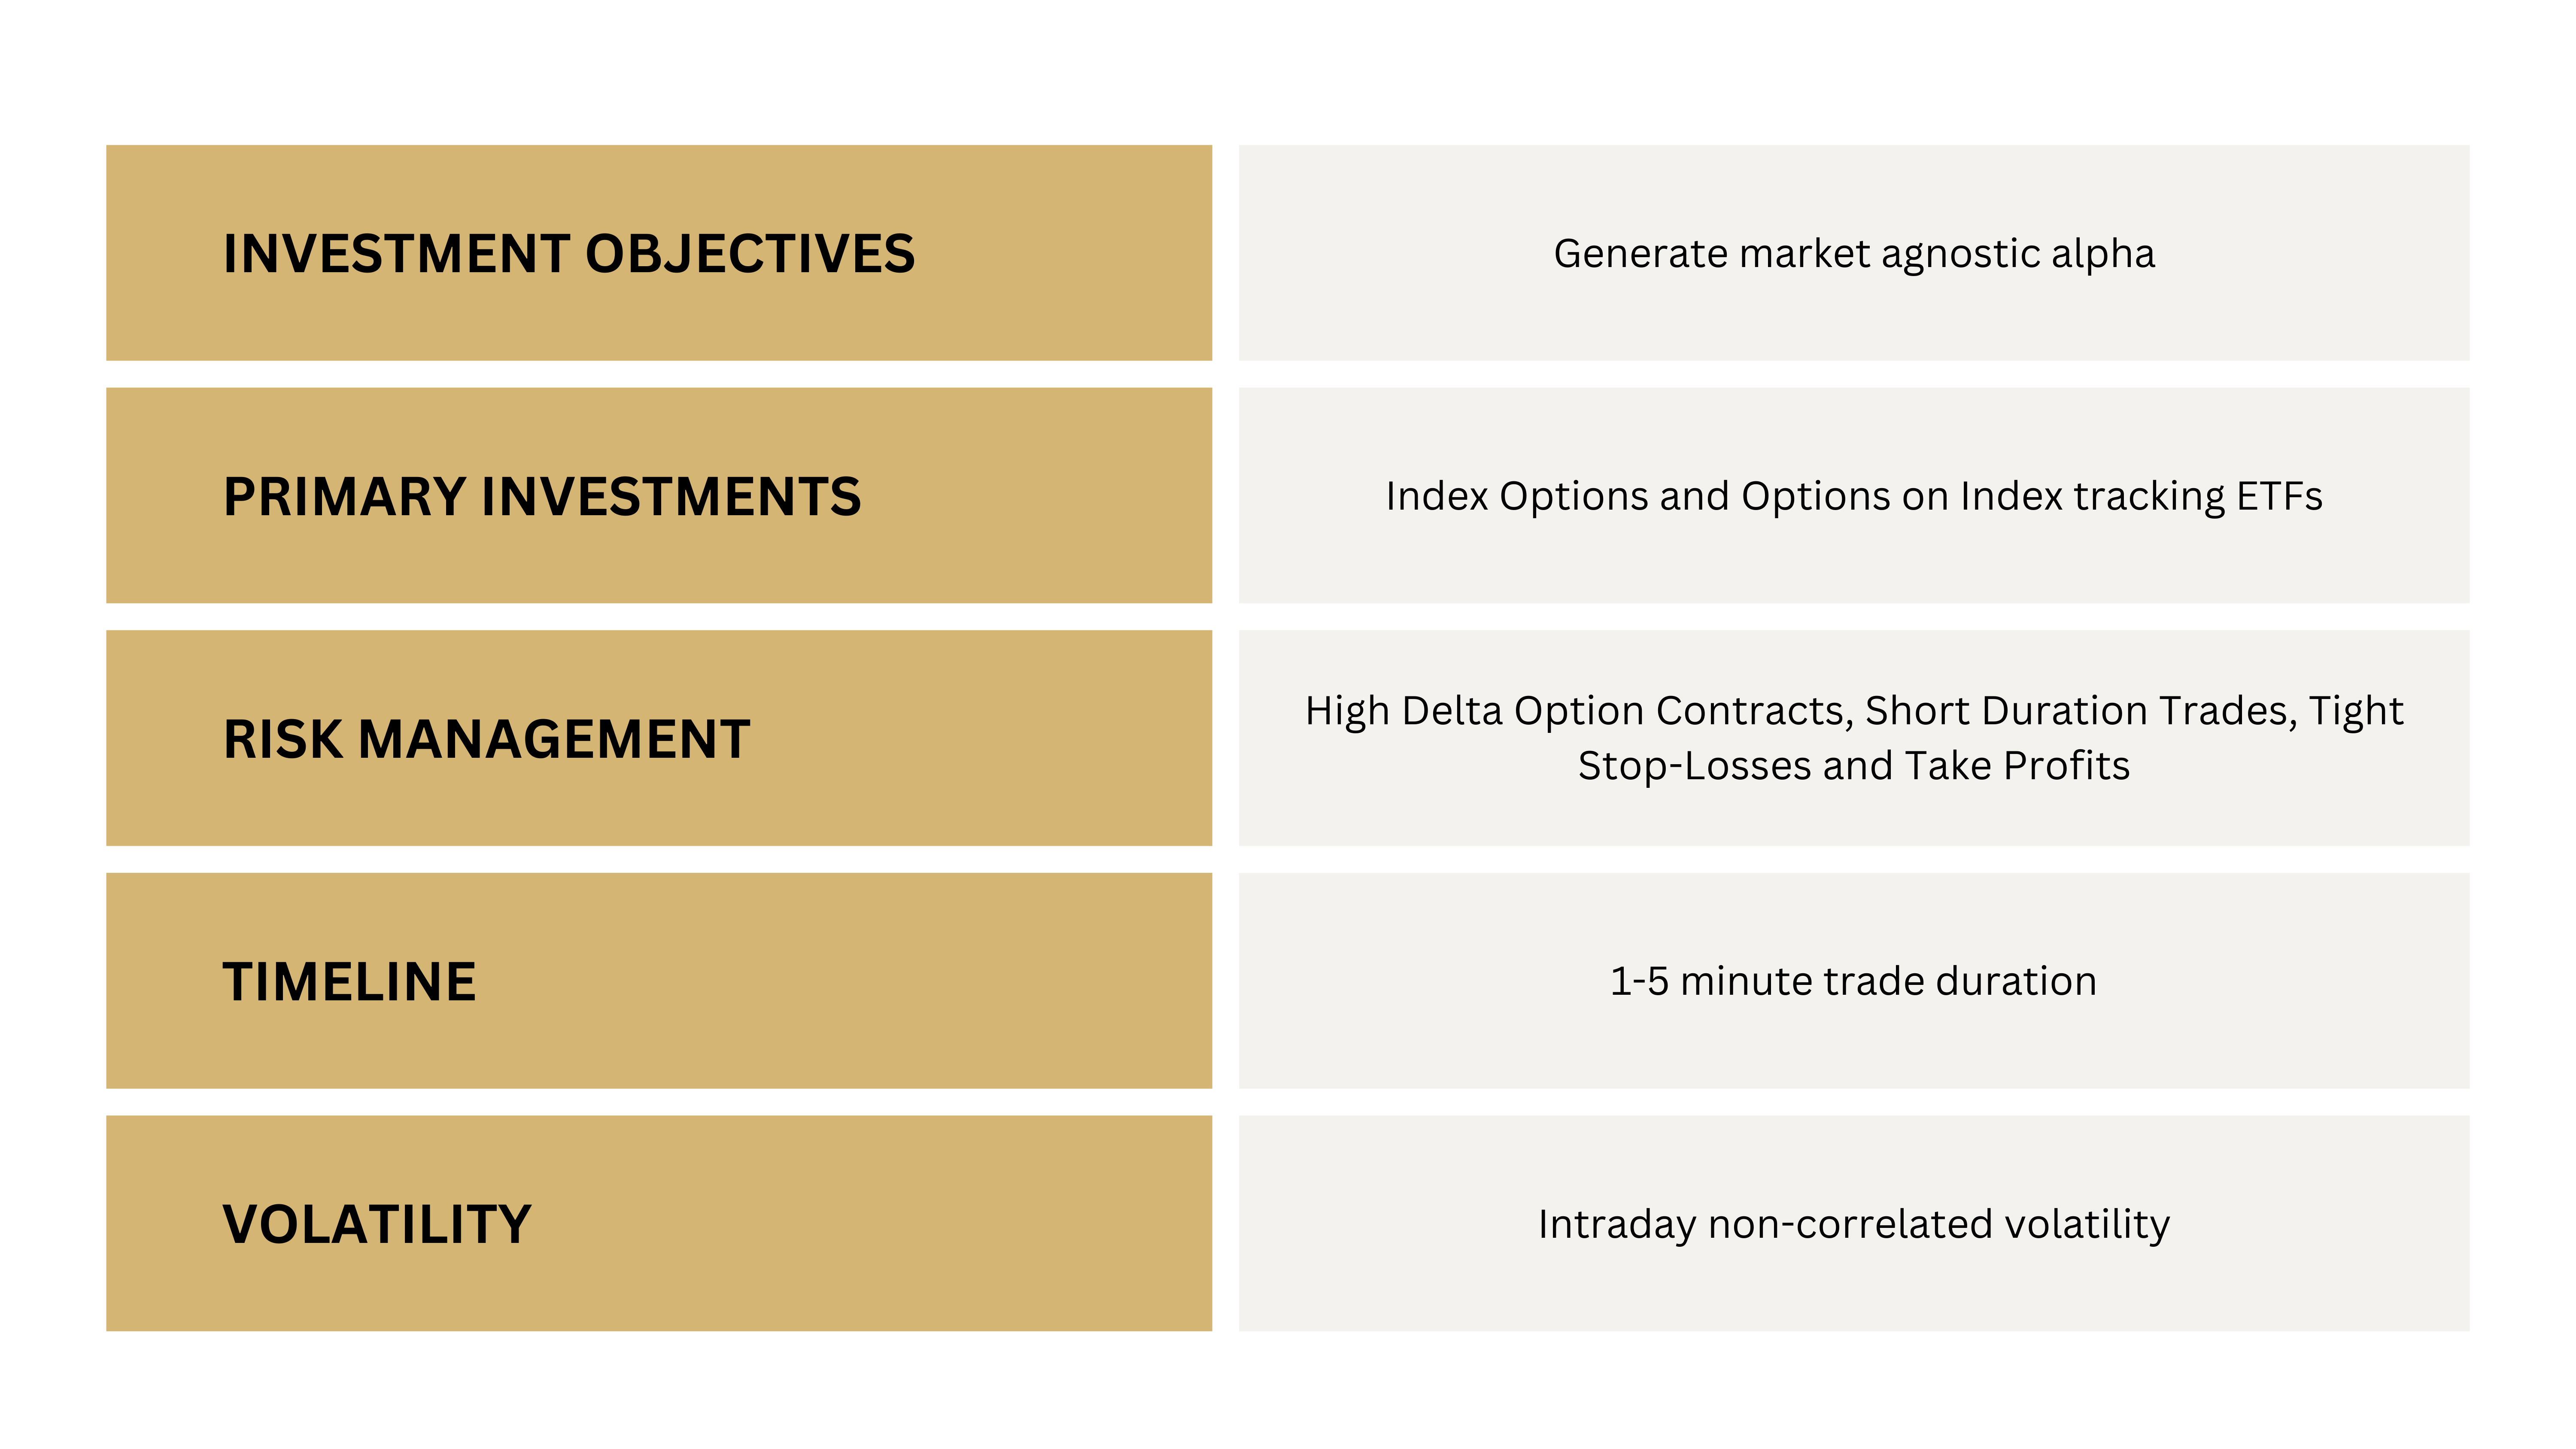 INVESTMENT OBJECTIVES
Generate market agnostic alpha
PRIMARY INVESTMENTS
Index Options and Options on Index tracking ETFs
RISK MANAGEMENT
High Delta Option Contracts, Short Duration Trades, Tight
Stop-Losses and Take Profits
TIMELINE
1-5 minute trade duration
VOLATILITY
Intraday non-correlated volatility